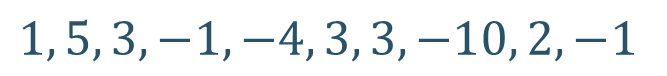 1, 5, 3, −1, −4, 3, 3, −10, 2, −1